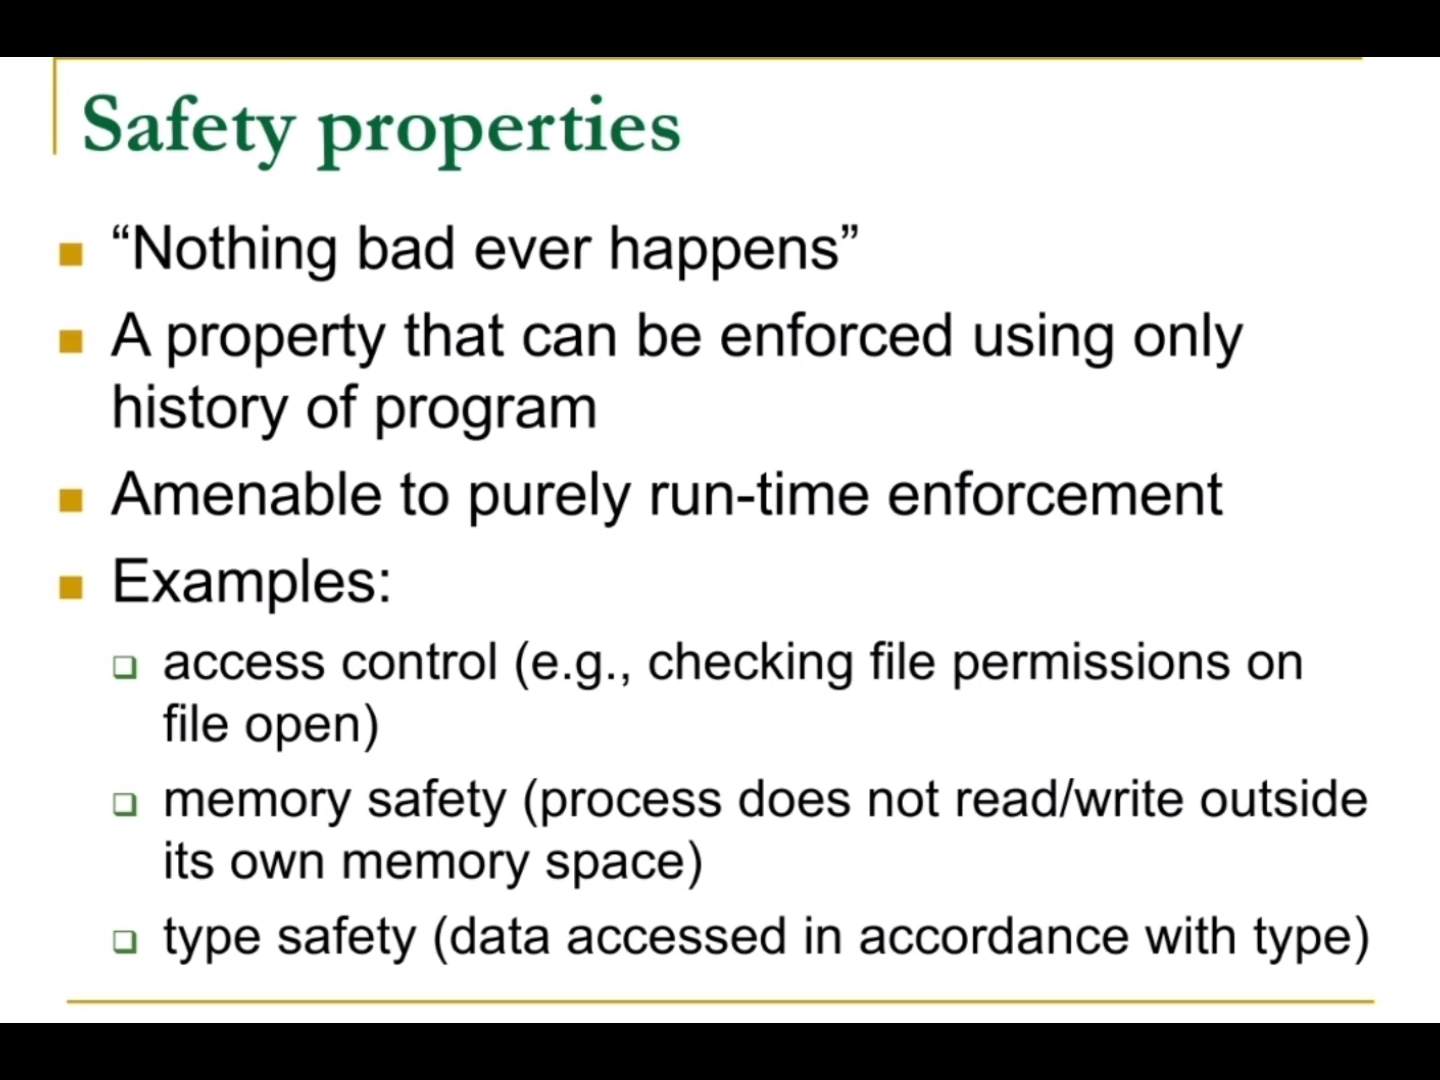 Safety properties
“Nothing bad ever happens”
A property that can be enforced using only
history of program
Amenable to purely run-time enforcement
Examples:
access control (e.g., checking file permissions on
file open)
memory safety (process does not read/write outside
its own memory space)
type safety (data accessed in accordance with type)